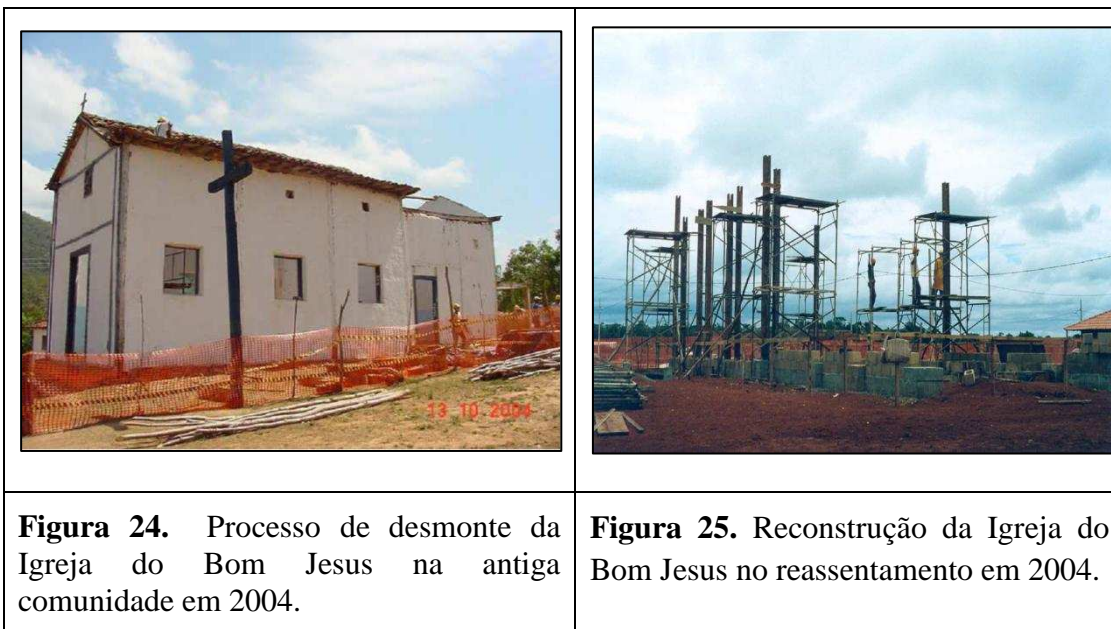 13 10 2004
Figura 24. Processo de desmonte da
Igreja do Bom Jesus na antiga
comunidade em 2004.
Figura 25. Reconstrução da Igreja do
Bom Jesus no reassentamento em 2004.